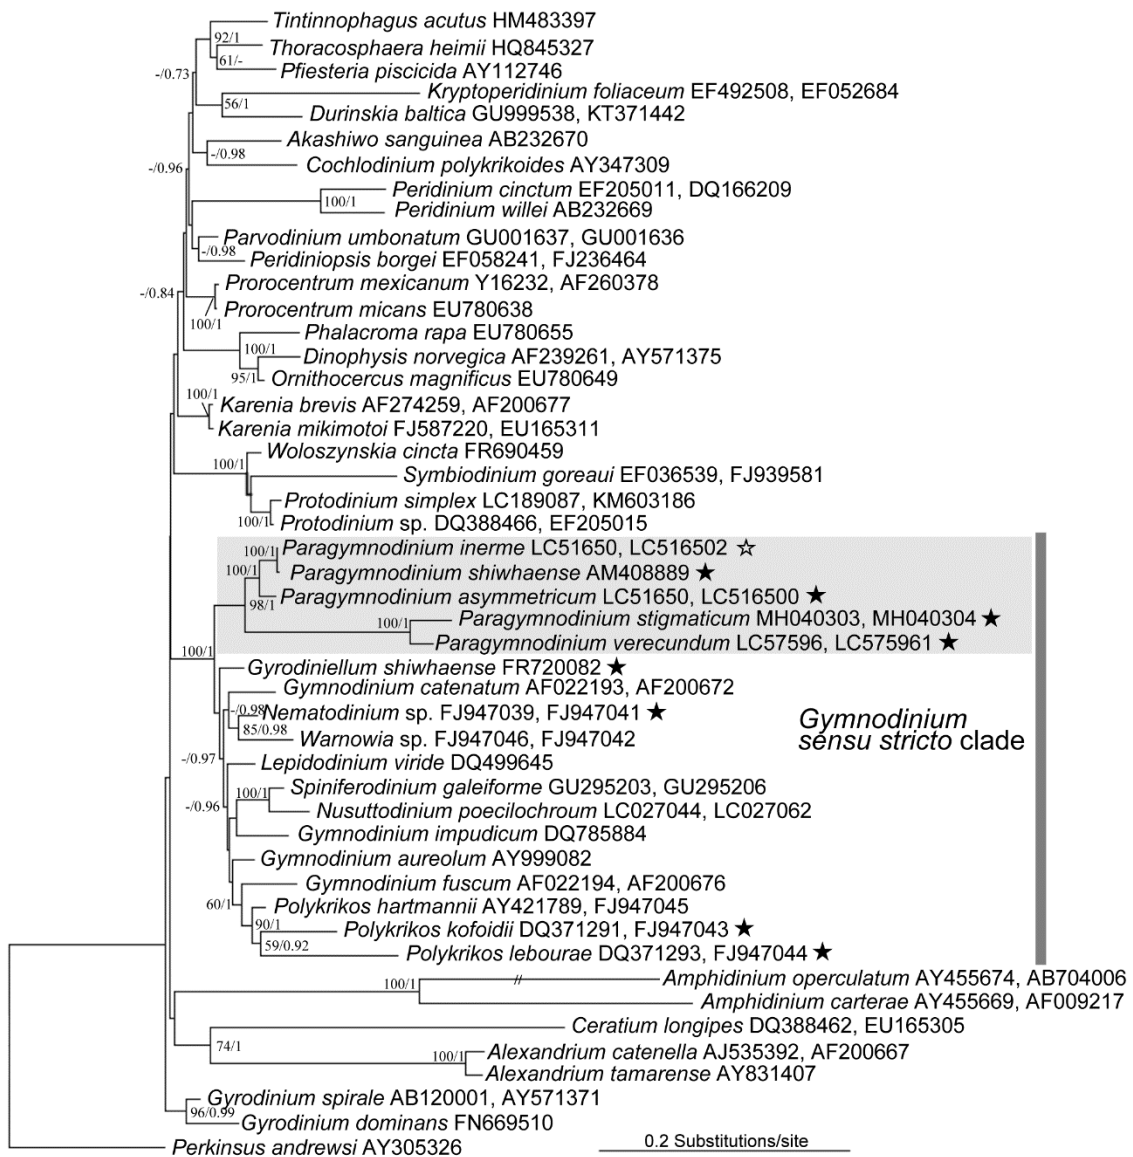 Tintinnophagus acutus HM483397
92/1
Thoracosphaera heimii HQ845327
61/-
Pfiesteria piscicida AY112746
-/0.73
Kryptoperidinium foliaceum EF492508, EF052684
56/1
Durinskia baltica GU999538, KT371442
Akashiwo sanguinea AB232670
-/0.98
Cochlodinium polykrikoides AY347309
-/0.96
Peridinium cinctum EF205011, DQ166209
100/1
Peridinium willei AB232669
Parvodinium umbonatum GU001637, GU001636
-/0.98
Peridiniopsis borgei EF058241, FJ236464
Prorocentrum mexicanum Y16232, AF260378
-/0.84
Prorocentrum micans EU780638
100/1
Phalacroma rapa EU780655
100/1
Dinophysis norvegica AF239261, AY571375
95/1
Ornithocercus magnificus EU780649
100/1
Karenia brevis AF274259, AF200677
Karenia mikimotoi FJ587220, EU165311
Woloszynskia cincta FR690459
100/1
Symbiodinium goreaui EF036539, FJ939581
Protodinium simplex LC189087, KM603186
100/1
Protodinium sp. DQ388466, EF205015
100/1
Paragymnodinium inerme LC51650, LC516502 ☆
100/1
Paragymnodinium shiwhaense AM408889 ★
98/1
Paragymnodinium asymmetricum LC51650, LC516500 ★
Paragymnodinium stigmaticum MH040303, MH040304 ★
100/1
Paragymnodinium verecundum LC57596, LC575961 ★
100/1
Gyrodiniellum shiwhaense FR720082 ★
Gymnodinium catenatum AF022193, AF200672
-/0.98
Nematodinium sp. FJ947039, FJ947041 ★
85/0.98
Warnowia sp. FJ947046, FJ947042
Gymnodinium
sensu stricto clade
-/0.97
Lepidodinium viride DQ499645
Spiniferodinium galeiforme GU295203, GU295206
100/1
-/0.96
Nusuttodinium poecilochroum LC027044, LC027062
Gymnodinium impudicum DQ785884
Gymnodinium aureolum AY999082
Gymnodinium fuscum AF022194, AF200676
60/1
Polykrikos hartmannii AY421789, FJ947045
90/1
Polykrikos kofoidii DQ371291, FJ947043 ★
59/0.92
Polykrikos lebourae DQ371293, FJ947044 ★
100/1
//
Amphidinium operculatum AY455674, AB704006
Amphidinium carterae AY455669, AF009217
Ceratium longipes DQ388462, EU165305
74/1
100/1
Alexandrium catenella AJ535392, AF200667
Alexandrium tamarense AY831407
Gyrodinium spirale AB120001, AY571371
96/0.99
Gyrodinium dominans FN669510
Perkinsus andrewsi AY305326
0.2 Substitutions/site